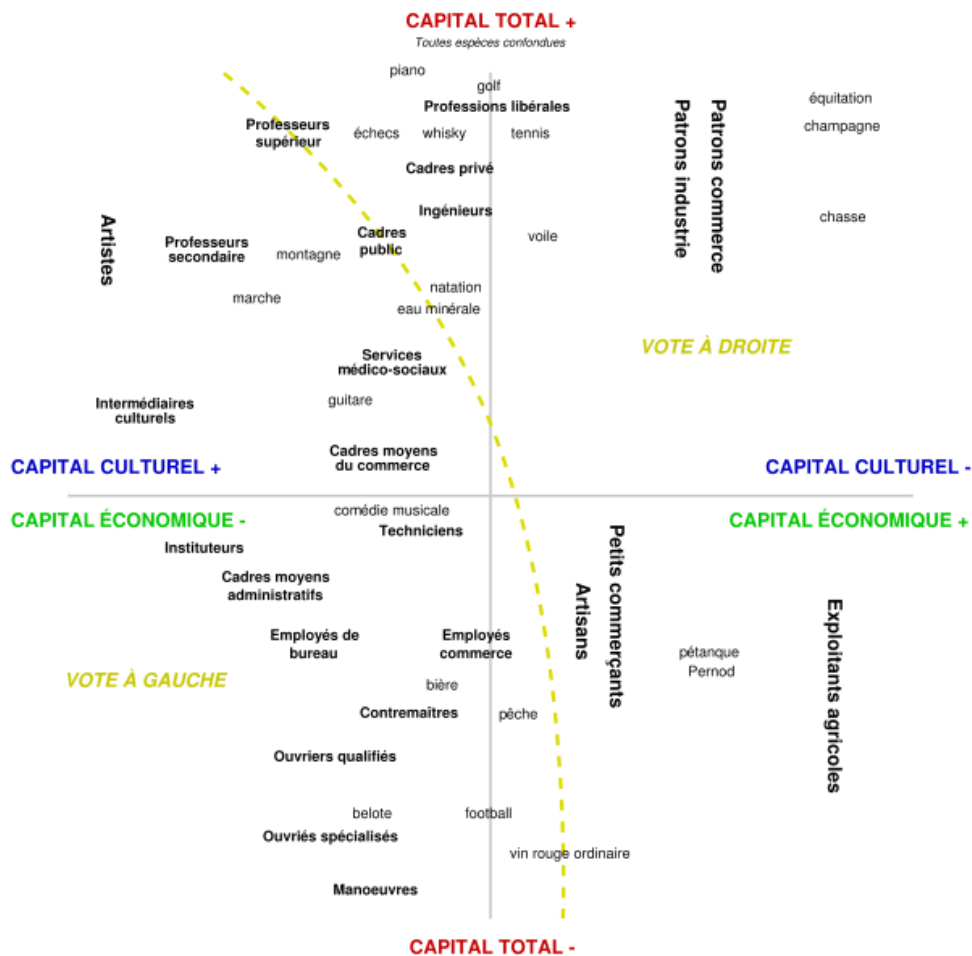 CAPITAL TOTAL +
Toutes espèces confondues
piano
golf
Professions libérales
équitation
champagne
Professeurs
supérieur
échecs
whisky
tennis
Patrons industrie
Patrons commerce
Cadres privé
Ingénieurs
chasse
Artistes
Professeurs
secondaire
montagne
Cadres
public
voile
marche
natation
eau minérale
VOTE À DROITE
Services
médico-sociaux
Intermédiaires
culturels
guitare
Cadres moyens
du commerce
CAPITAL CULTUREL +
CAPITAL CULTUREL -
CAPITAL ÉCONOMIQUE -
CAPITAL ÉCONOMIQUE +
comédie musicale
Techniciens
Instituteurs
Cadres moyens
administratifs
Artisans
Petits commerçants
Exploitants agricoles
Employés de
bureau
Employés
commerce
pétanque
Pernod
VOTE À GAUCHE
bière
Contremaîtres
pêche
Ouvriers qualifiés
belote
football
Ouvriés spécialisés
vin rouge ordinaire
Manoeuvres
CAPITAL TOTAL -